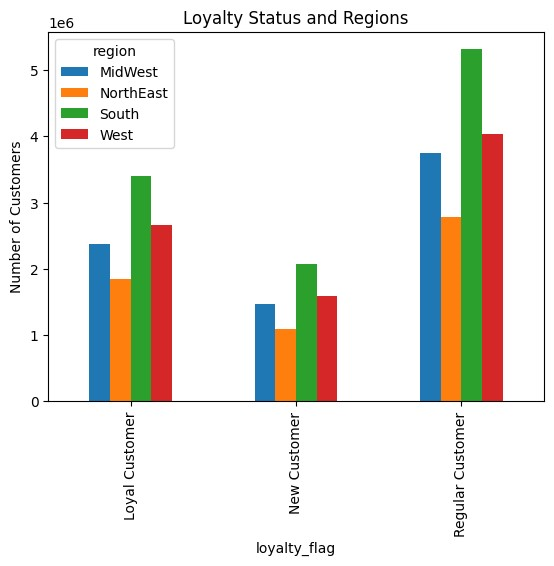 Loyalty Status and Regions
1e6
region
MidWest
NorthEast
South
West
Number of Customers
5
4
3
2
1
0
Loyal Customer
New Customer
Regular Customer
loyalty_flag